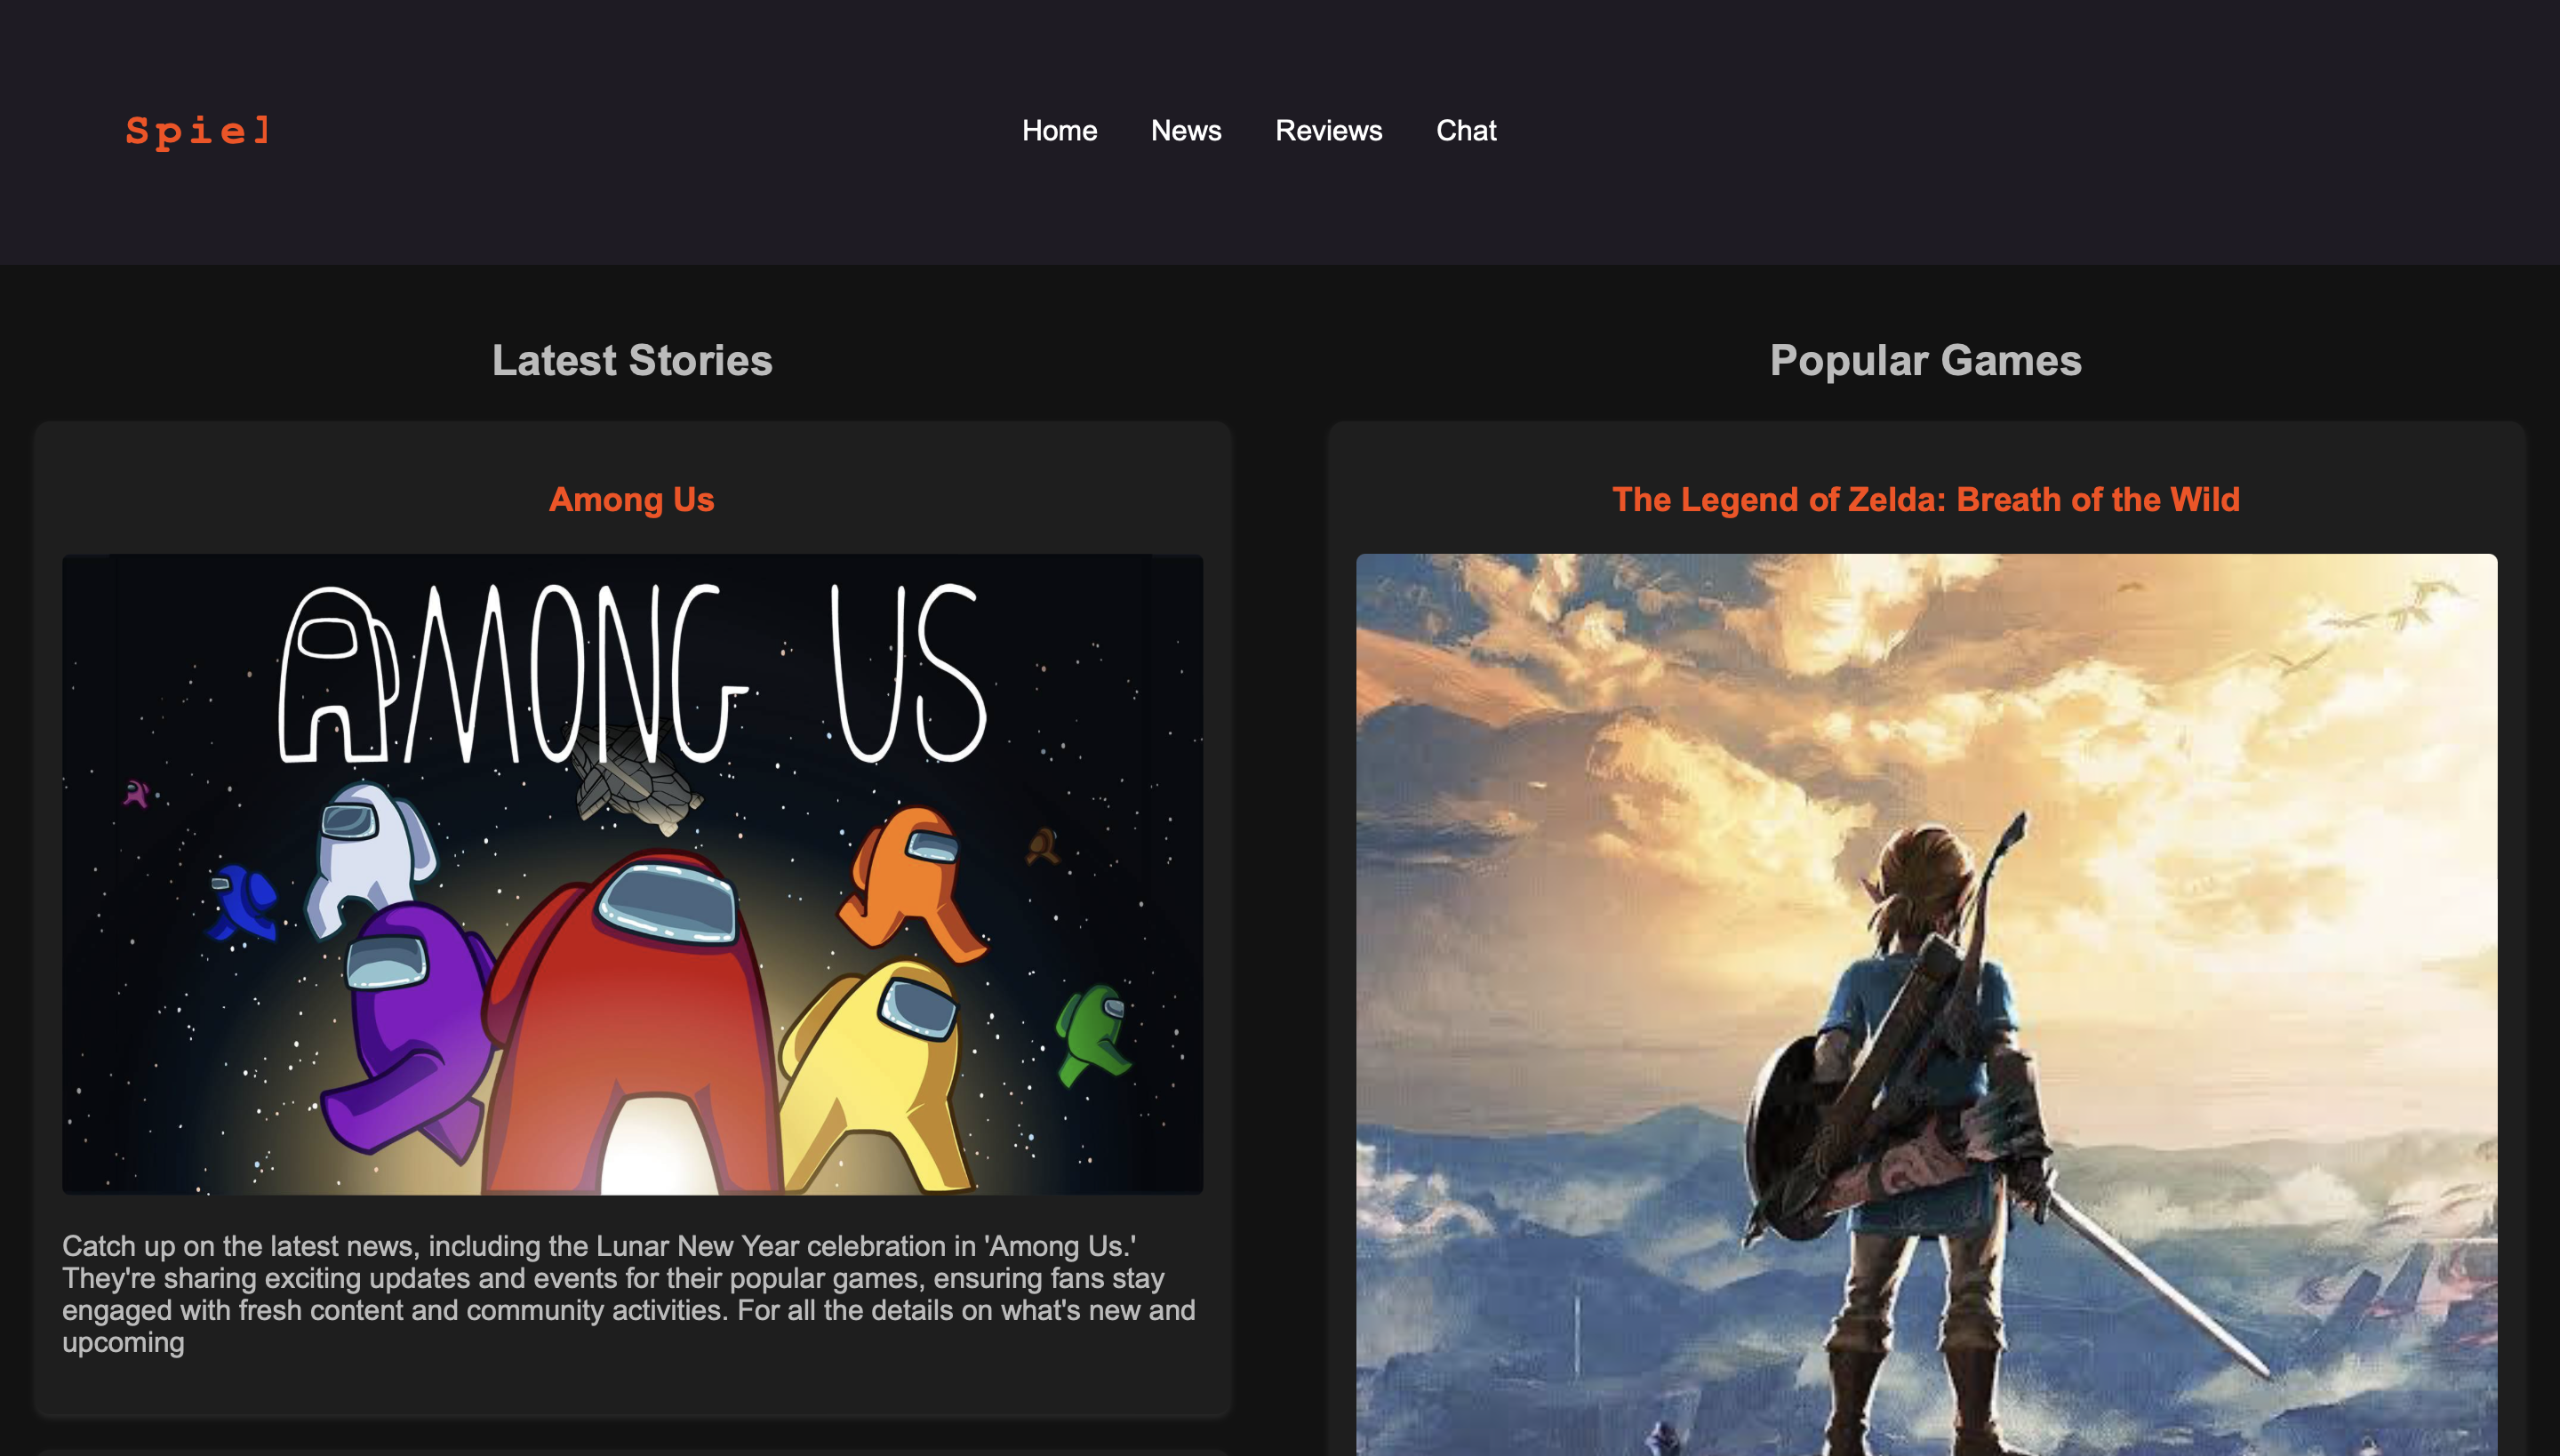 Spiel
Home News Reviews Chat
Latest Stories
Among Us
AMONG US
Catch up on the latest news, including the Lunar New Year celebration in 'Among Us.'
They're sharing exciting updates and events for their popular games, ensuring fans stay
engaged with fresh content and community activities. For all the details on what's new and
upcoming
Popular Games
The Legend of Zelda: Breath of the Wild